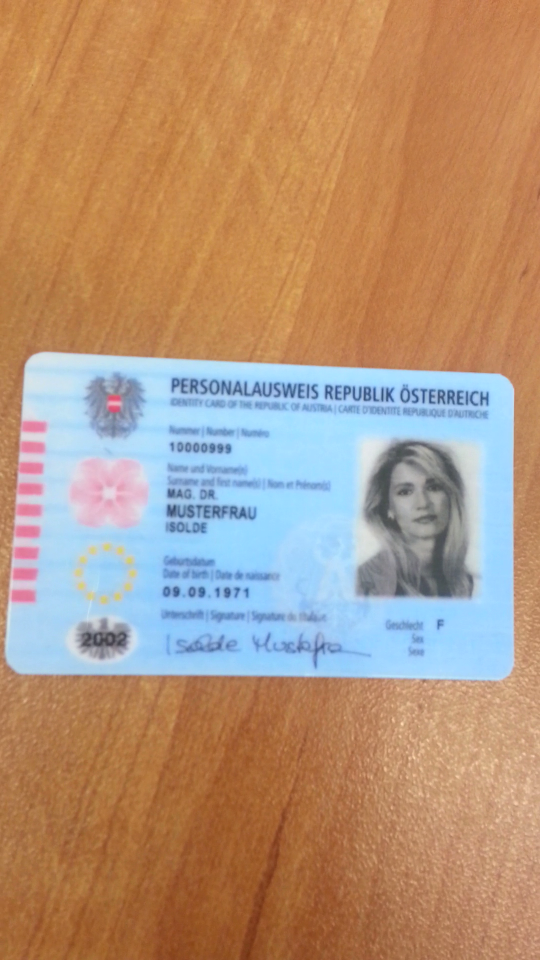 PERSONALAUSWEIS REPUBLIK ÖSTERREICH
IDENTITY CARD OF THE REPUBLIC OF AUSTRIA | CARTE D'IDENTITE REPUBLIQUE D'AUTRICHE
Nummer | Number | Numéro
10000999
Name und Vorname(n)
Surname and first name(s) | Nom et Prénom(s)
MAG. DR.
MUSTERFRAU
ISOLDE
Geburtsdatum
Date of birth | Date de naissance
09.09.1971
Unterschrift | Signature | Signature du titulaire
Isolde Musterfrau
Geschlecht F
Sex
Sexe
2002